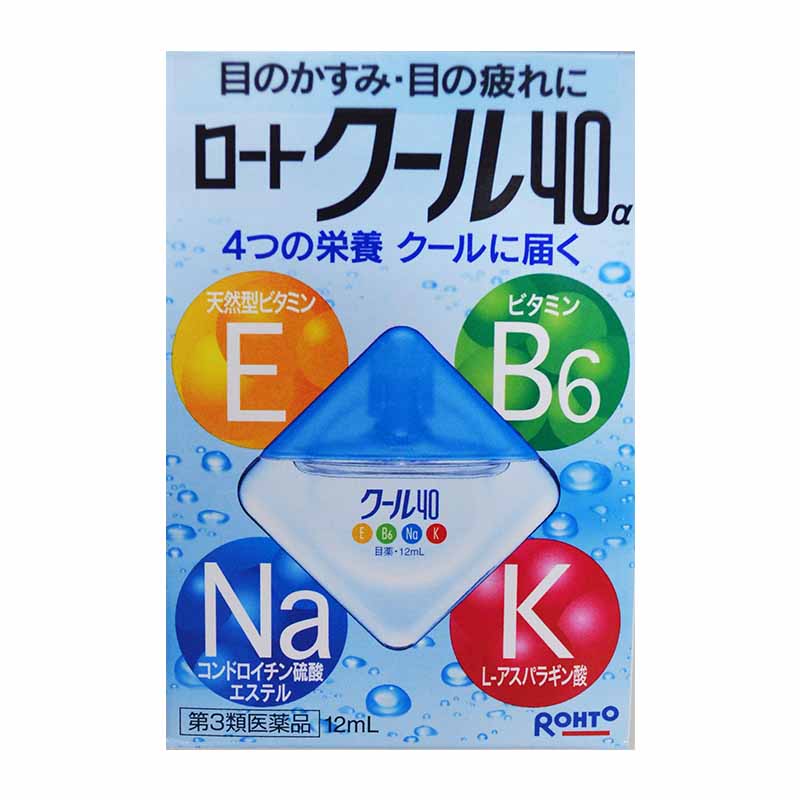 目のかすみ・目の疲れに
ロートクール40α
4つの栄養 クールに届く
天然型ビタミン
E
ビタミン
B6
クール40
E B6 Na K
目薬・12mL
Na
コンドロイチン硫酸
エステル
K
L-アスパラギン酸
第3類医薬品 12mL
ROHTO